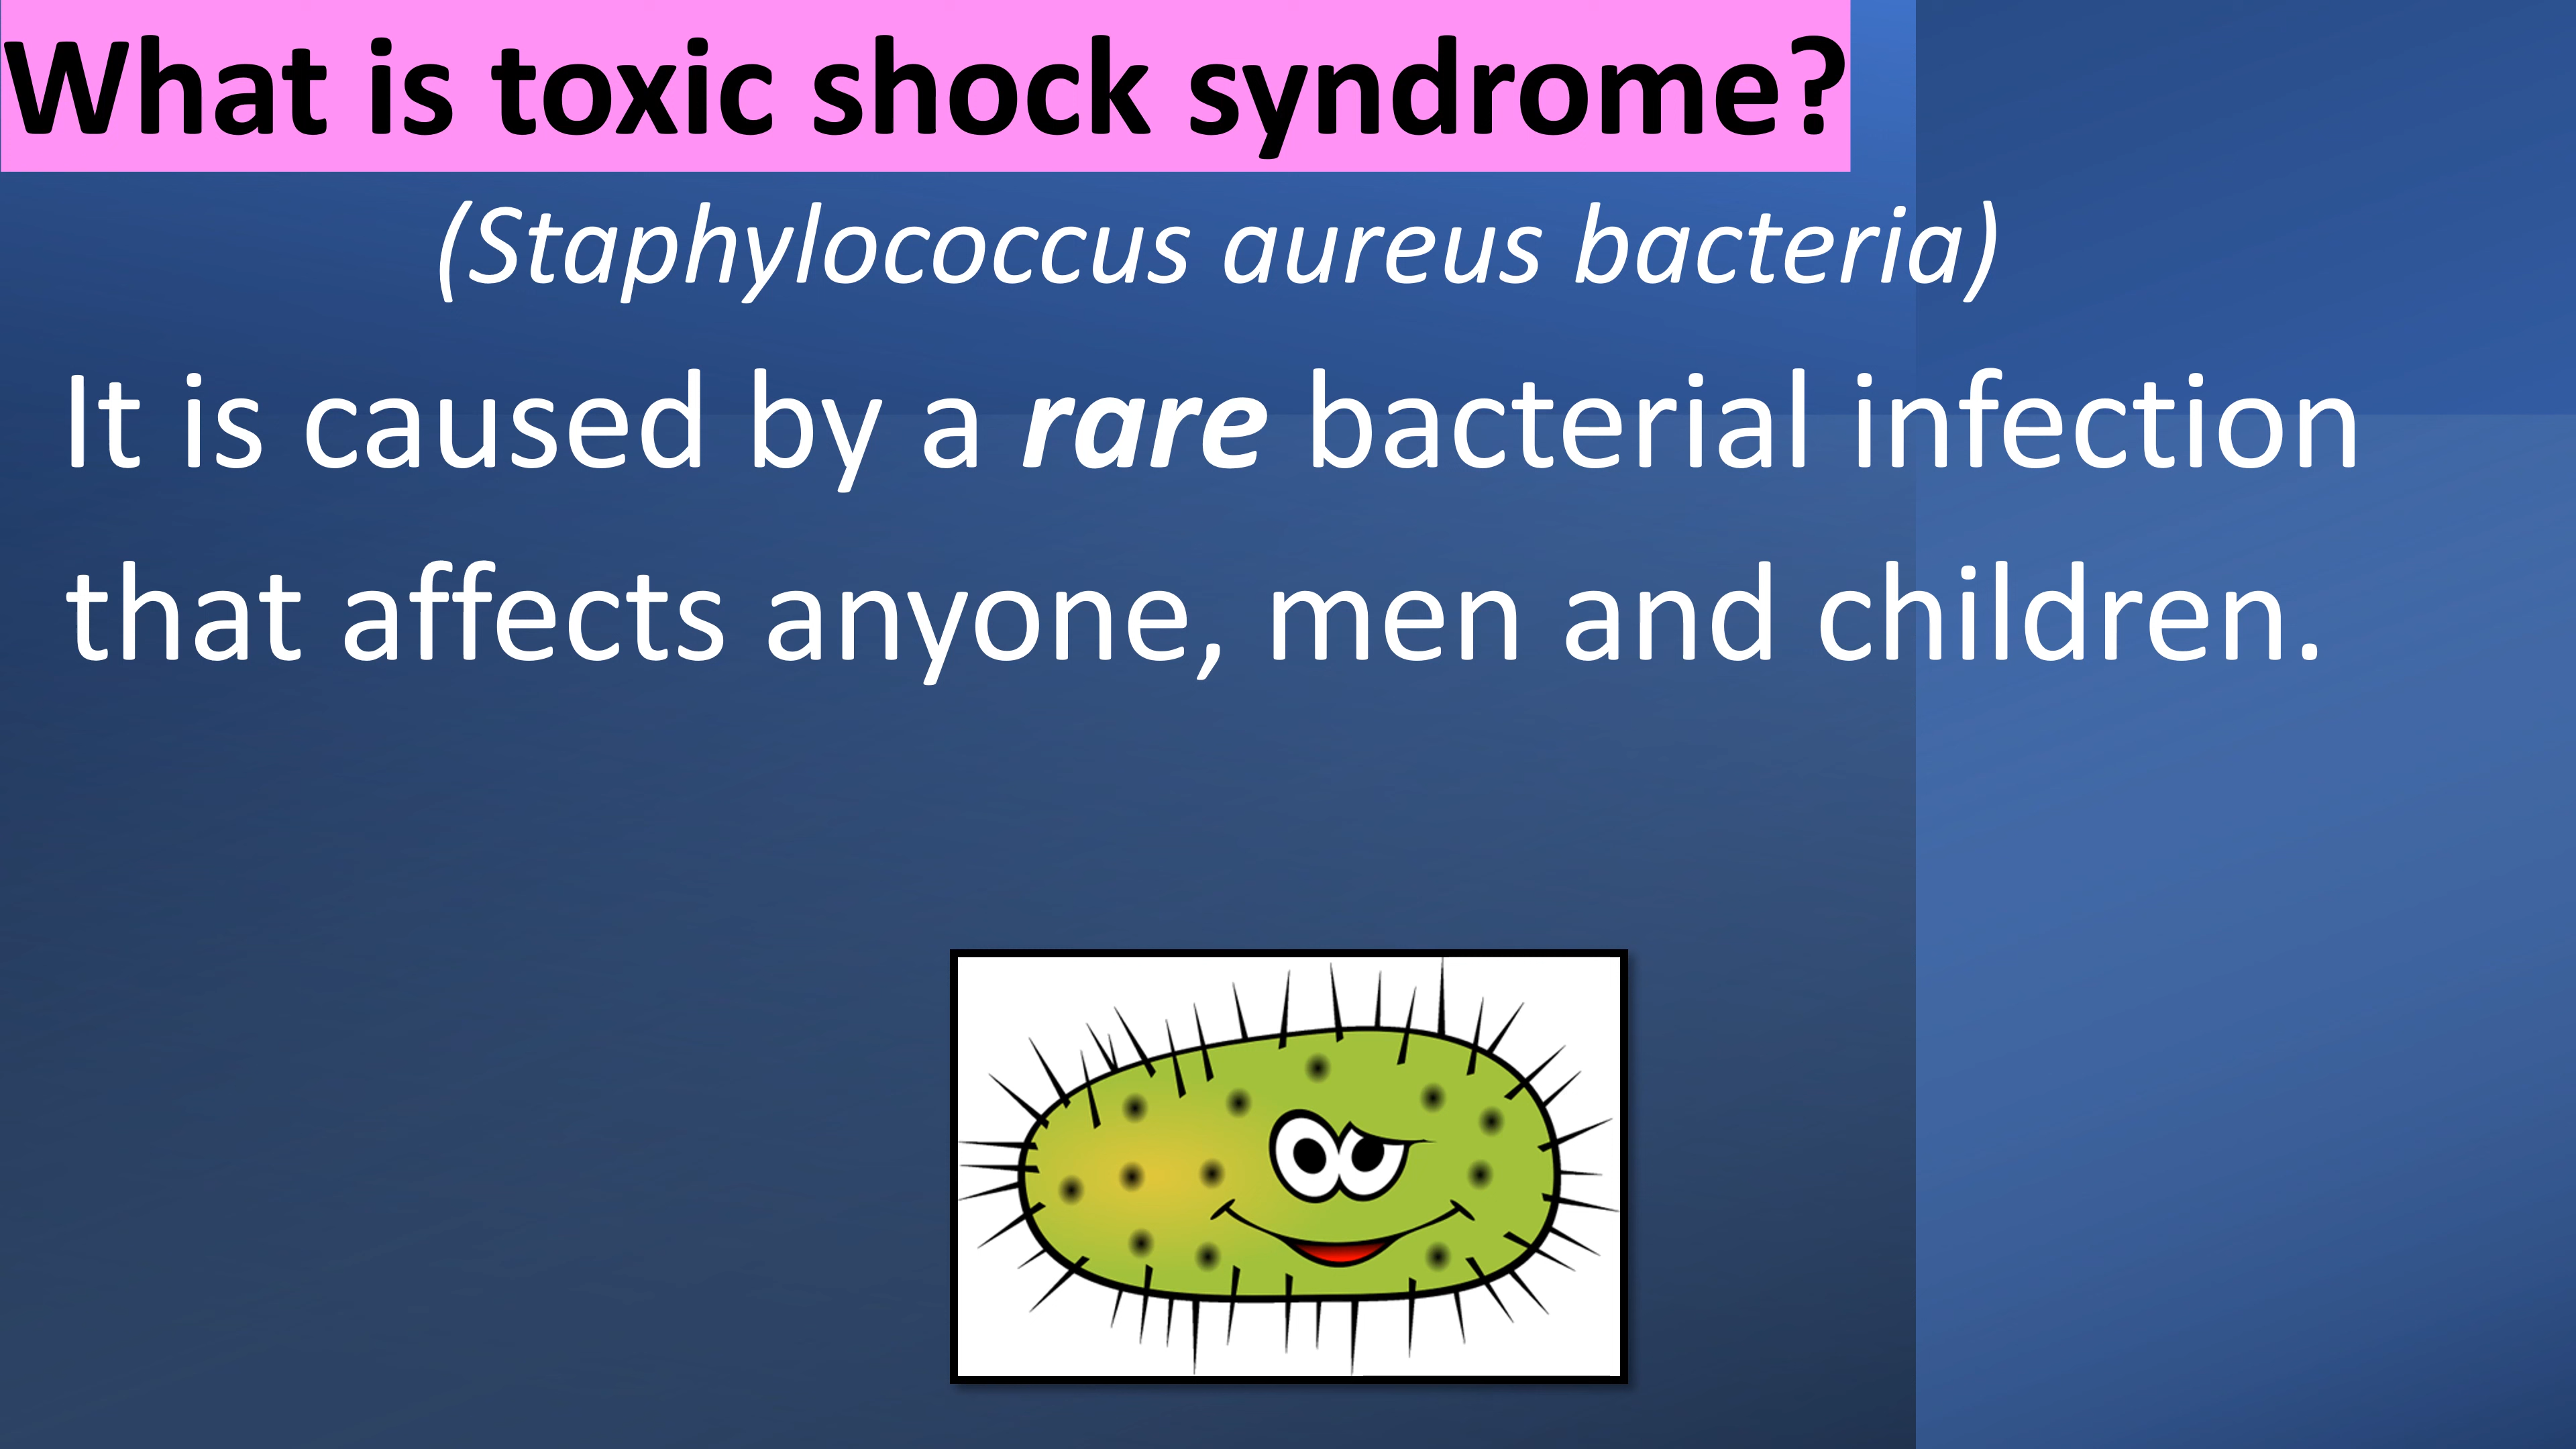 What is toxic shock syndrome?
(Staphylococcus aureus bacteria)
It is caused by a rare bacterial infection
that affects anyone, men and children.